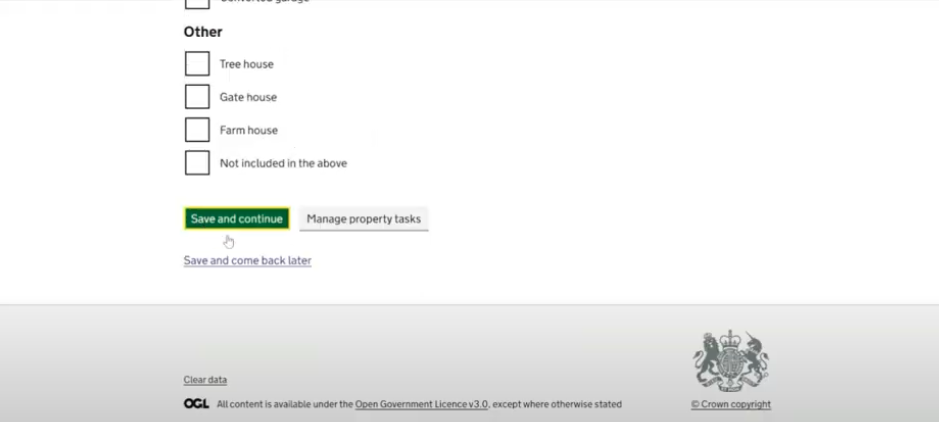 Converted garage
Other
Tree house
Gate house
Farm house
Not included in the above
Save and continue
Manage property tasks
Save and come back later
Clear data
OGL All content is available under the Open Government Licence v3.0, except where otherwise stated
© Crown copyright